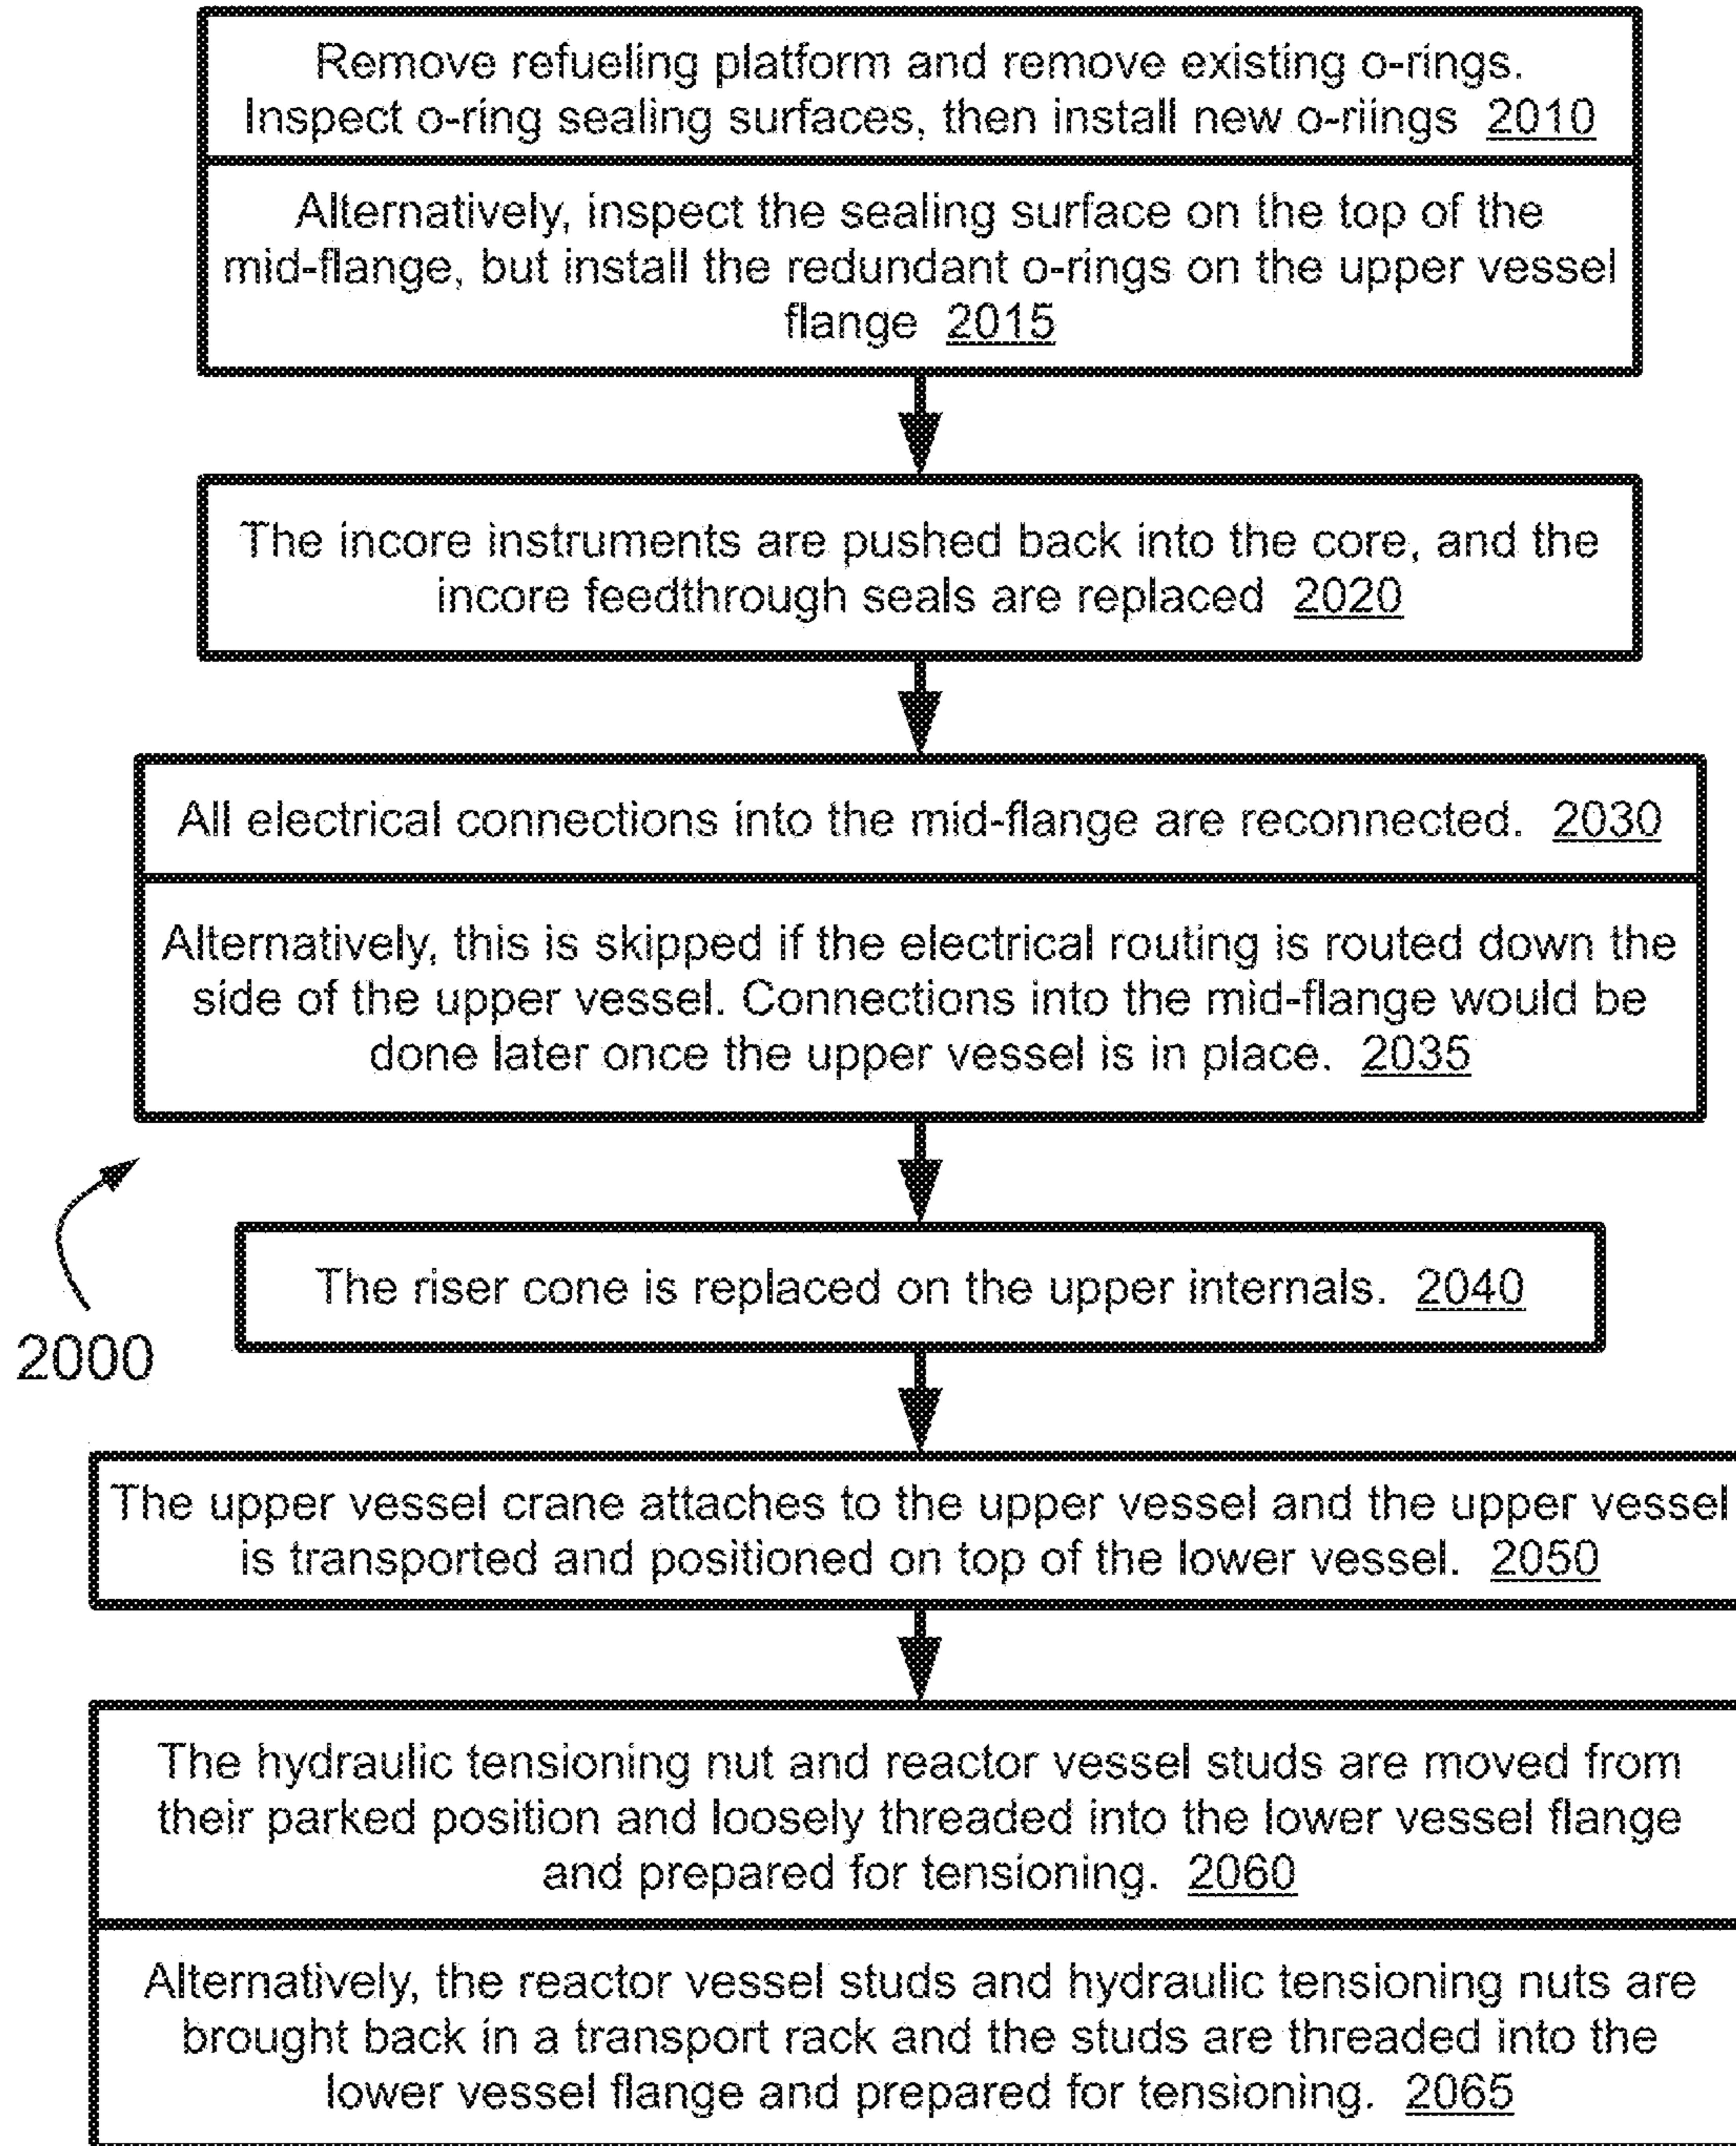 Remove refueling platform and remove existing o-rings.
Inspect o-ring sealing surfaces, then install new o-riings 2010
Alternatively, inspect the sealing surface on the top of the
mid-flange, but install the redundant o-rings on the upper vessel
flange 2015
The incore instruments are pushed back into the core, and the
incore feedthrough seals are replaced 2020
All electrical connections into the mid-flange are reconnected. 2030
Alternatively, this is skipped if the electrical routing is routed down the
side of the upper vessel. Connections into the mid-flange would be
done later once the upper vessel is in place. 2035
The riser cone is replaced on the upper internals. 2040
2000
The upper vessel crane attaches to the upper vessel and the upper vessel
is transported and positioned on top of the lower vessel. 2050
The hydraulic tensioning nut and reactor vessel studs are moved from
their parked position and loosely threaded into the lower vessel flange
and prepared for tensioning. 2060
Alternatively, the reactor vessel studs and hydraulic tensioning nuts are
brought back in a transport rack and the studs are threaded into the
lower vessel flange and prepared for tensioning. 2065